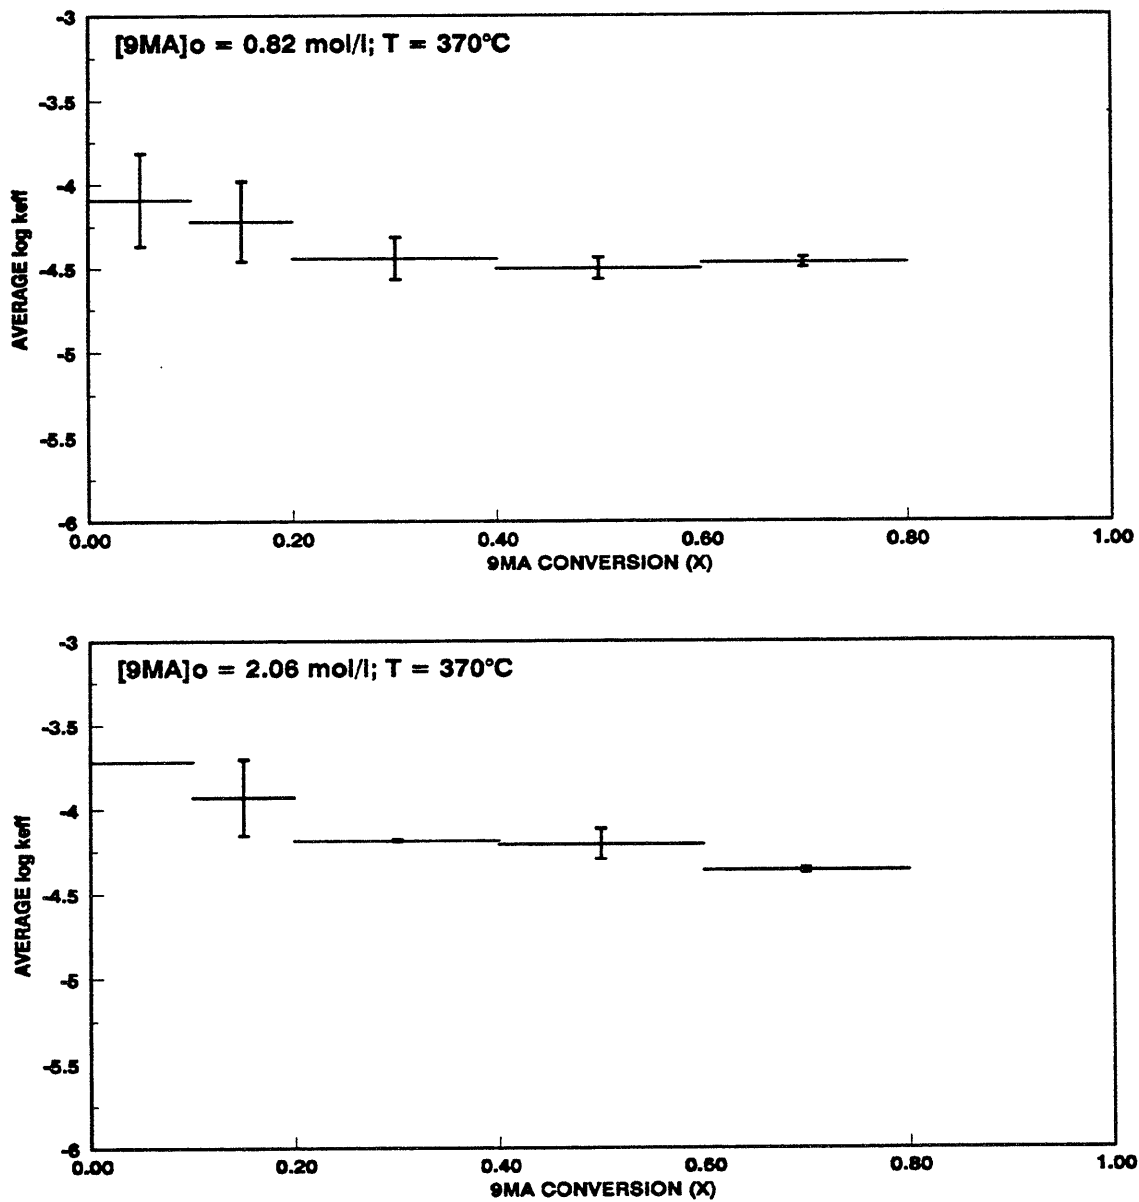 -3
[9MA]o = 0.82 mol/l; T = 370°C
-3.5
-4
-4.5
-5
-5.5
-6
AVERAGE log keff
0.00 0.20 0.40 0.60 0.80 1.00
9MA CONVERSION (X)
-3
[9MA]o = 2.06 mol/l; T = 370°C
-3.5
-4
-4.5
-5
-5.5
-6
AVERAGE log keff
0.00 0.20 0.40 0.60 0.80 1.00
9MA CONVERSION (X)